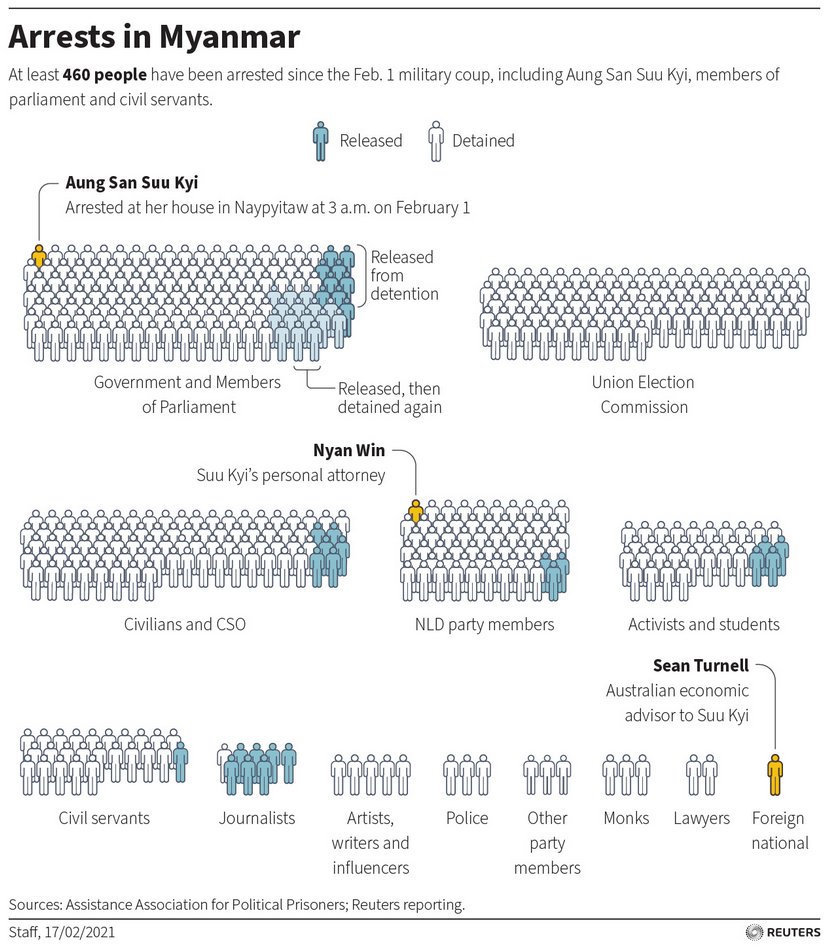 Arrests in Myanmar
At least 460 people have been arrested since the Feb. 1 military coup, including Aung San Suu Kyi, members of
parliament and civil servants.
Released
Detained
Aung San Suu Kyi
Arrested at her house in Naypyitaw at 3 a.m. on February 1
Released
from
detention
Government and Members
of Parliament
Released, then
detained again
Union Election
Commission
Nyan Win
Suu Kyi's personal attorney
Civilians and CSO
NLD party members
Activists and students
Sean Turnell
Australian economic
advisor to Suu Kyi
Civil servants
Journalists
Artists,
writers and
influencers
Police
Other
party
members
Monks
Lawyers
Foreign
national
Sources: Assistance Association for Political Prisoners; Reuters reporting.
Staff, 17/02/2021
REUTERS